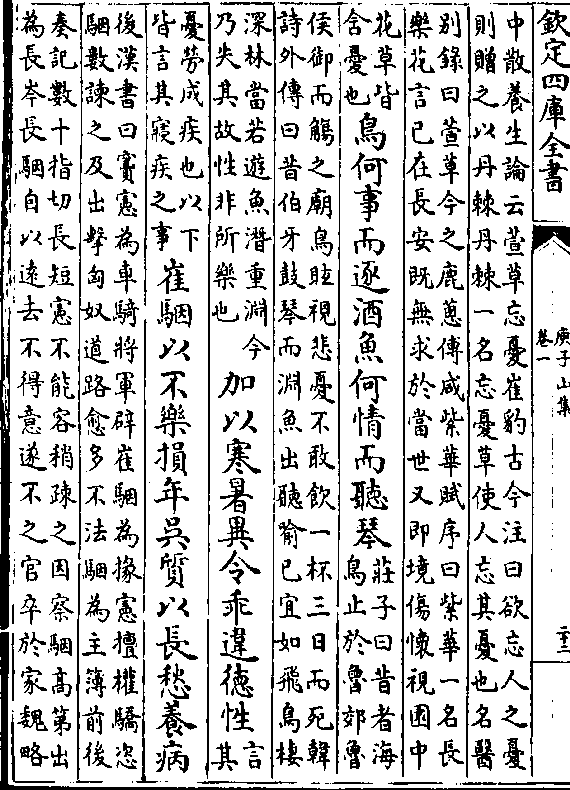 欽定四庫全書
庾子山集
卷一
二十三
中散養生論云萱草忘憂崔豹古今注曰欲忘人之憂
則贈之以丹棘丹棘一名忘憂草使人忘其憂也名醫
別錄曰萱草今之鹿蔥傅咸紫華賦序曰紫華一名長
樂花言已在長安既無求於當世又即境傷懷視囿中
花草皆
含憂也
鳥何事而逐酒魚何情而聽琴
莊子曰昔者海
鳥止於魯郊魯
侯御而觴之廟鳥眩視悲憂不敢飲一杯三日而死韓
詩外傳曰昔伯牙鼓琴而淵魚出聽喻已宜如飛鳥棲
深林當若遊魚潛重淵今
乃失其故性非所樂也
加以寒暑異令乖違德性
言
其
憂勞成疾也以下
皆言其寢疾之事
崔駰以不樂損年吳質以長愁養病
後漢書曰竇憲為車騎將軍辟崔駰為掾憲擅權驕恣
駰數諫之及出擊匈奴道路愈多不法駰為主簿前後
奏記數十指切長短憲不能容稍疎之因察駰高第出
為長岑長駰自以遠去不得意遂不之官卒於家魏略